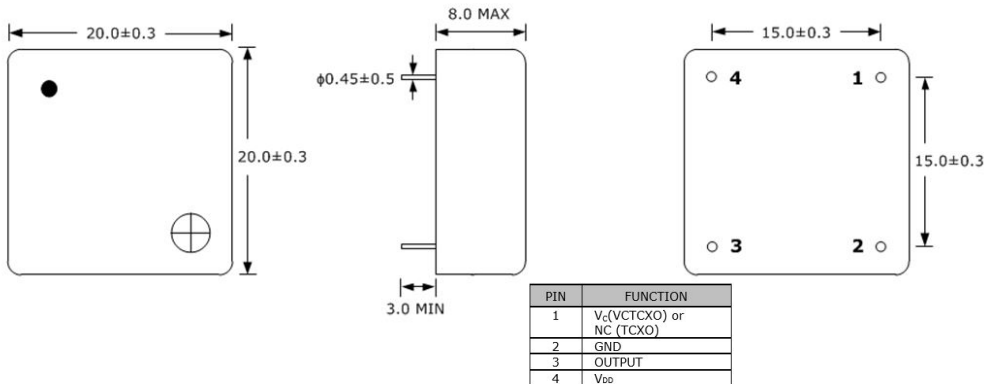 8.0 MAX
20.0±0.3
15.0±0.3
ϕ0.45±0.5
4 1
20.0±0.3
15.0±0.3
3 2
3.0 MIN
PIN FUNCTION
1 Vc(VCTCXO) or
NC (TCXO)
2 GND
3 OUTPUT
4 VDD